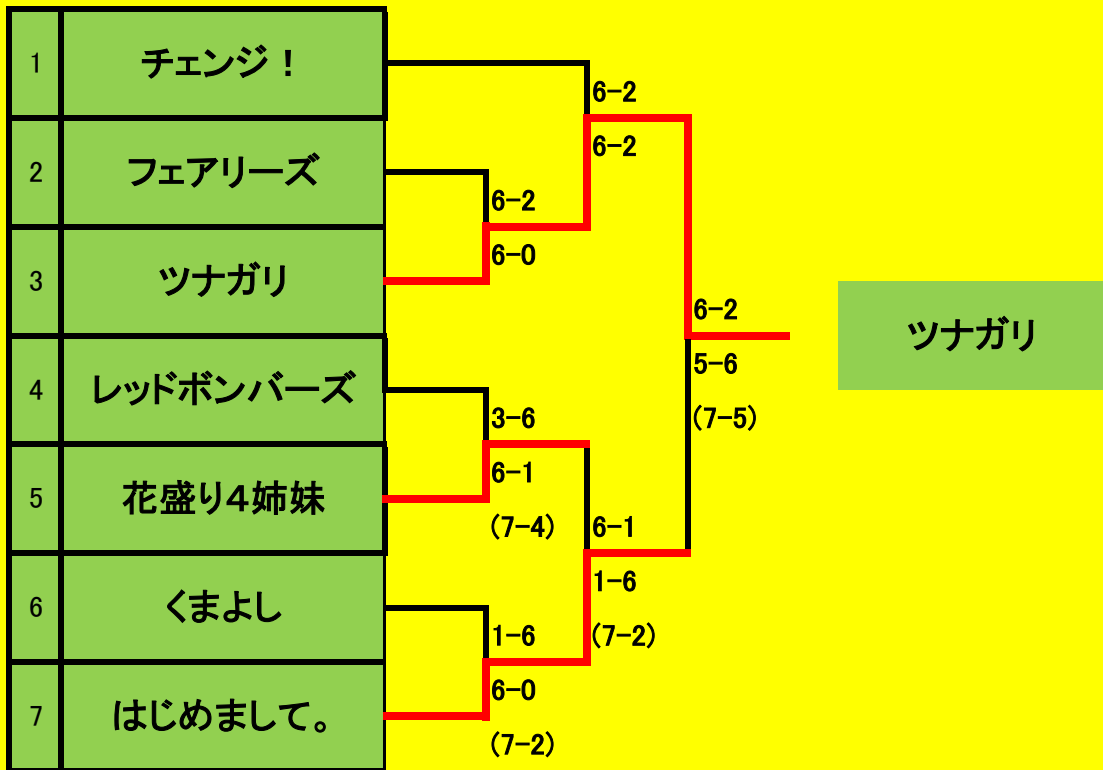 1 チェンジ！
6-2
2 フェアリーズ
6-2
6-2
3 ツナガリ
6-0
6-2
ツナガリ
4 レッドボンバーズ
5-6
3-6
(7-5)
5 花盛り4姉妹
6-1
(7-4)
6-1
6 くまよし
1-6
1-6
(7-2)
7 はじめまして。
6-0
(7-2)